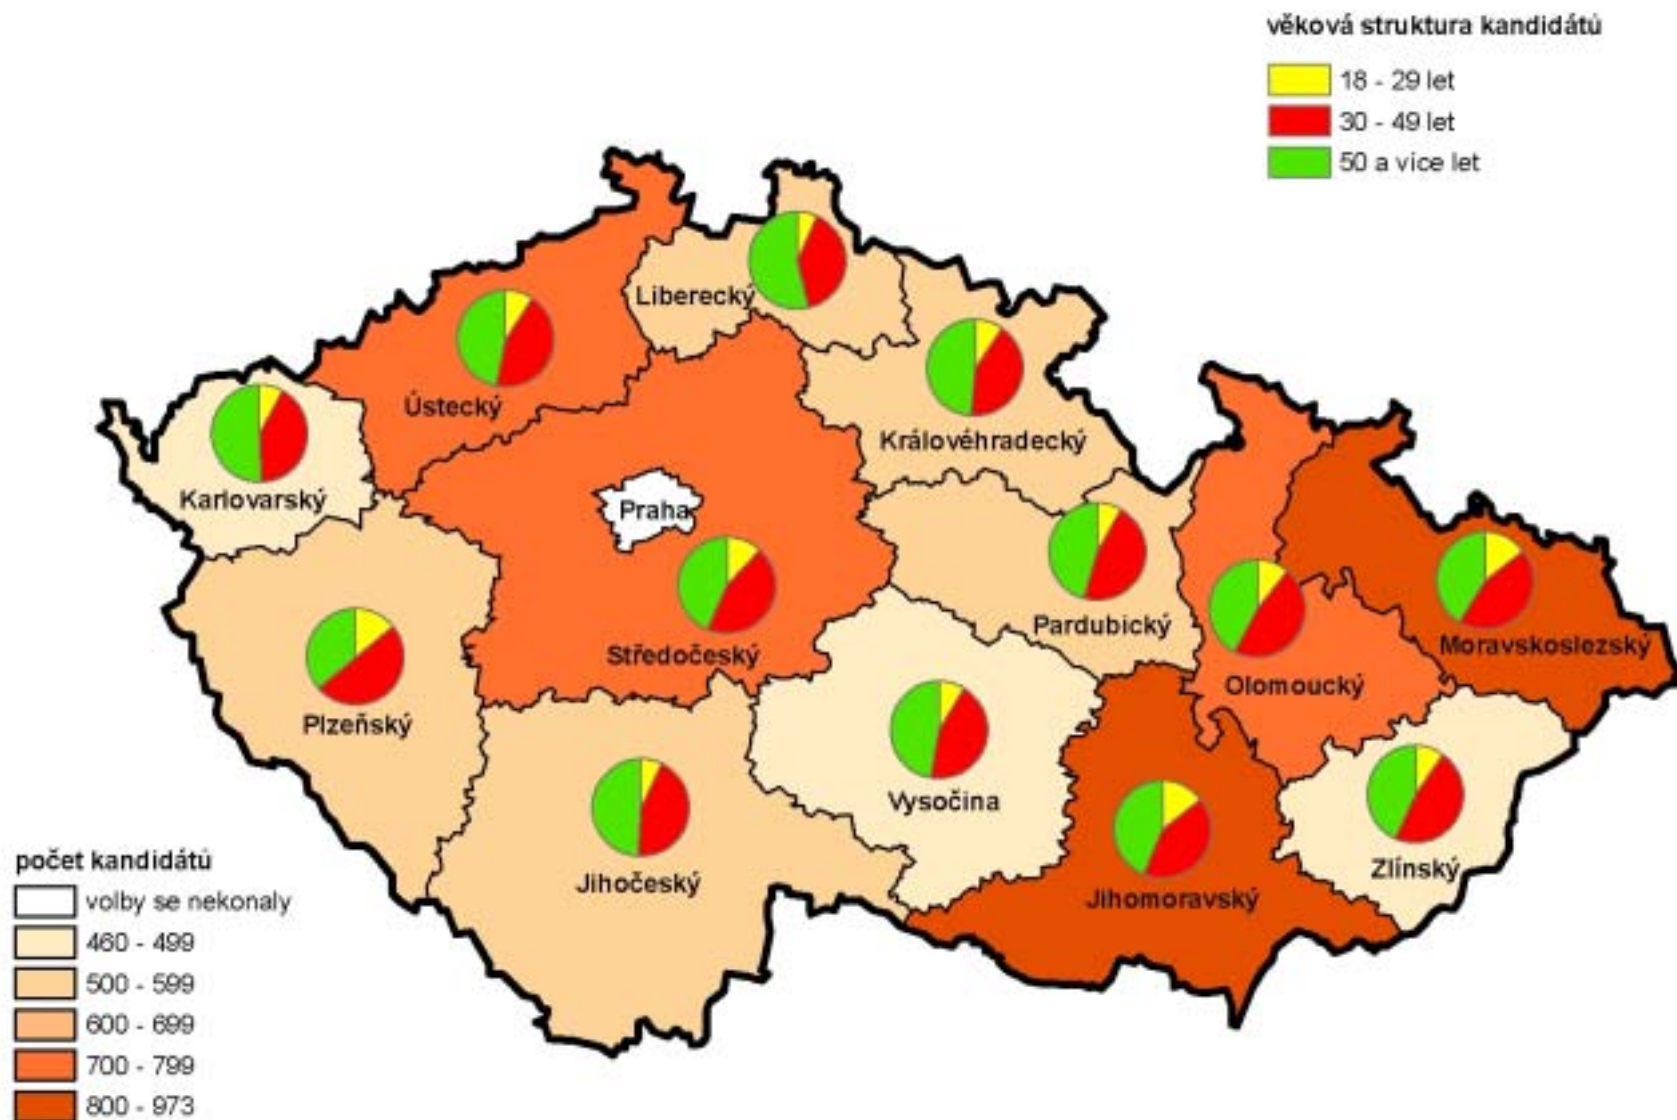 věková struktura kandidátů
18 - 29 let
30 - 49 let
50 a více let
Liberecký
Ústecký
Královéhradecký
Karlovarský
Praha
Pardubický
Středočeský
Moravskoslezský
Olomoucký
Plzeňský
Vysočina
Zlínský
Jihočeský
Jihomoravský
počet kandidátů
volby se nekonaly
460 - 499
500 - 599
600 - 699
700 - 799
800 - 973